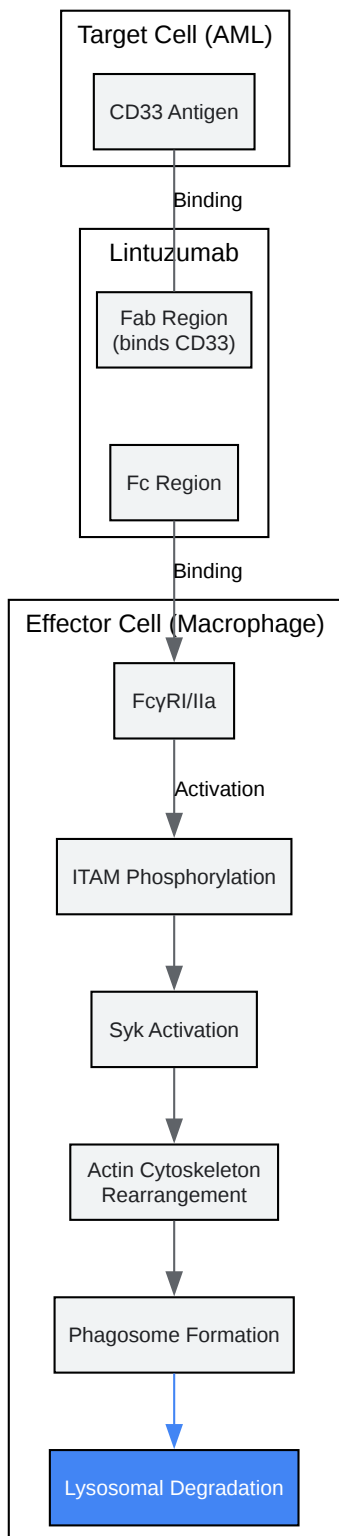 Target Cell (AML)
CD33 Antigen
Binding
Lintuzumab
Fab Region
(binds CD33)
Fc Region
Binding
Effector Cell (Macrophage)
FcγRI/IIa
Activation
ITAM Phosphorylation
Syk Activation
Actin Cytoskeleton
Rearrangement
Phagosome Formation
Lysosomal Degradation